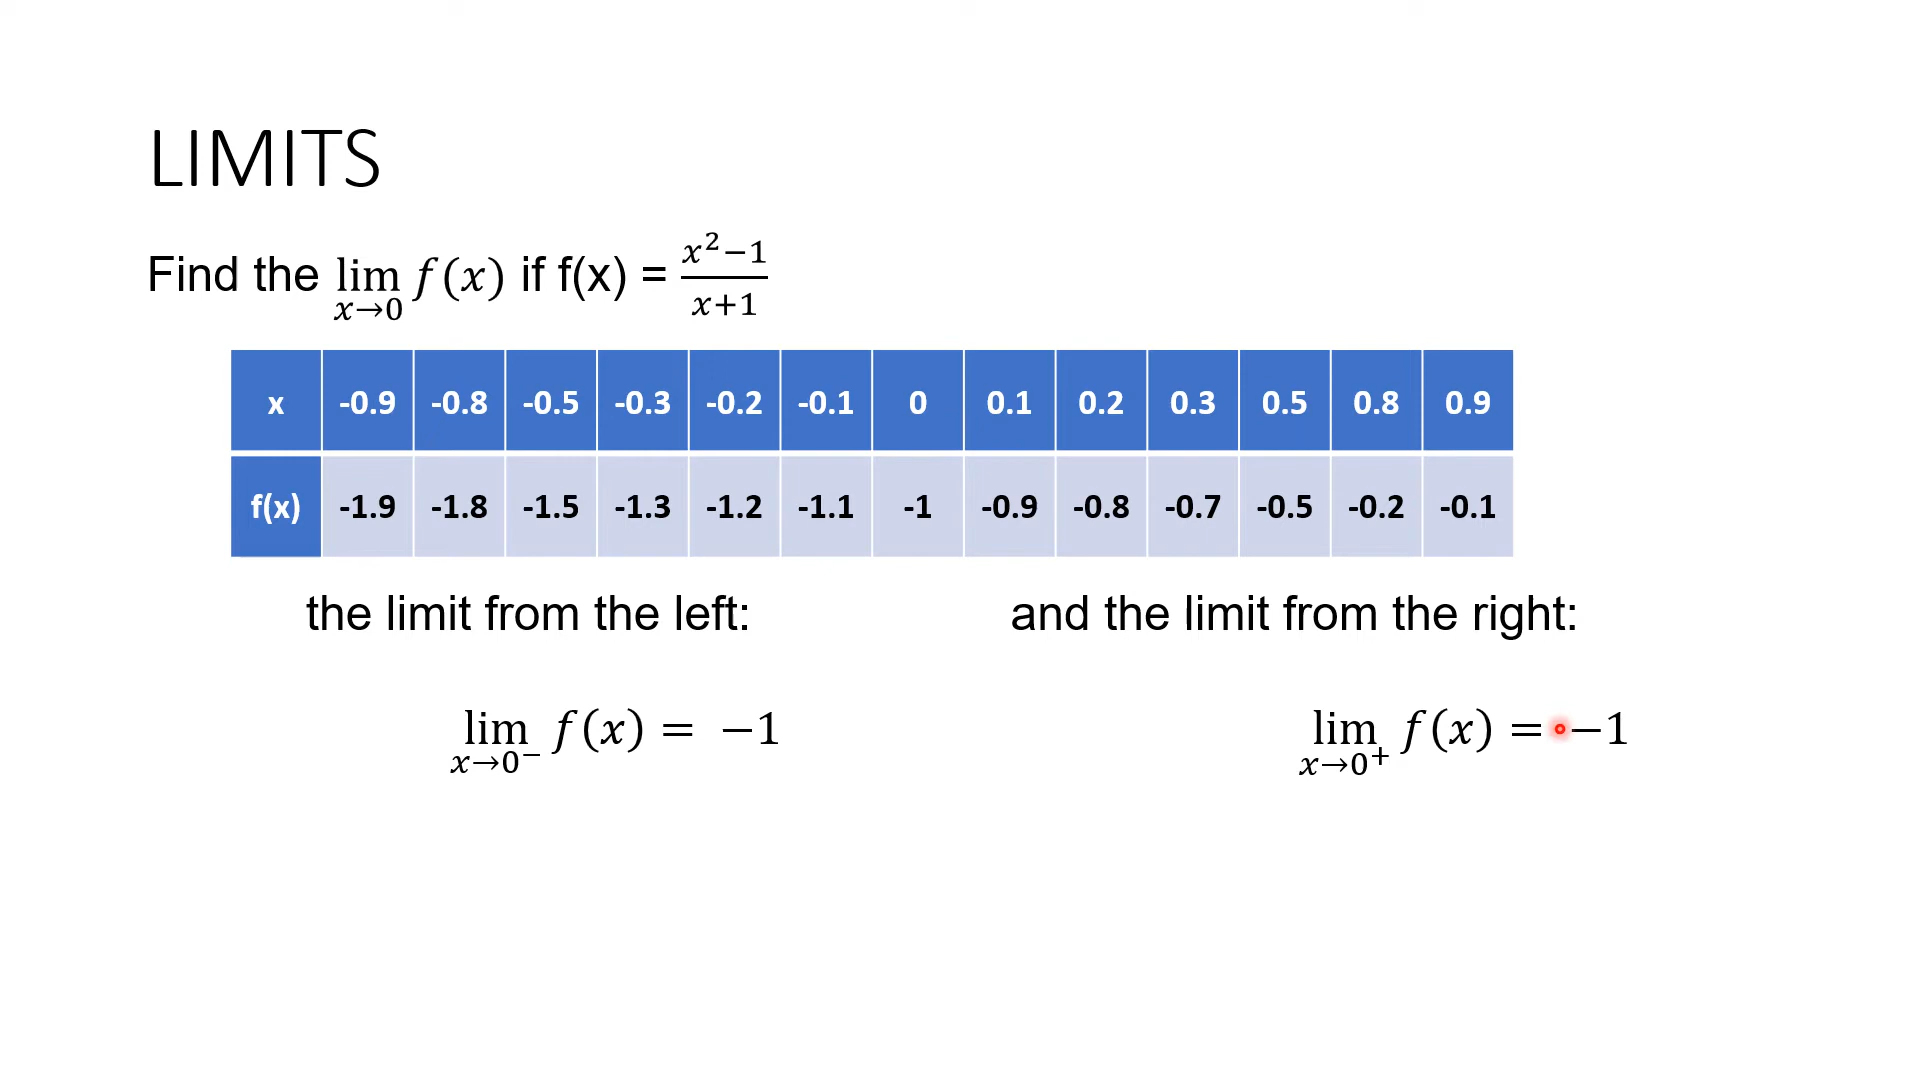 LIMITS
Find the lim x→0 f(x) if f(x) = x²−1 / x+1
x -0.9 -0.8 -0.5 -0.3 -0.2 -0.1 0 0.1 0.2 0.3 0.5 0.8 0.9
f(x) -1.9 -1.8 -1.5 -1.3 -1.2 -1.1 -1 -0.9 -0.8 -0.7 -0.5 -0.2 -0.1
the limit from the left: and the limit from the right:
lim x→0⁻ f(x) = −1 lim x→0⁺ f(x) = −1